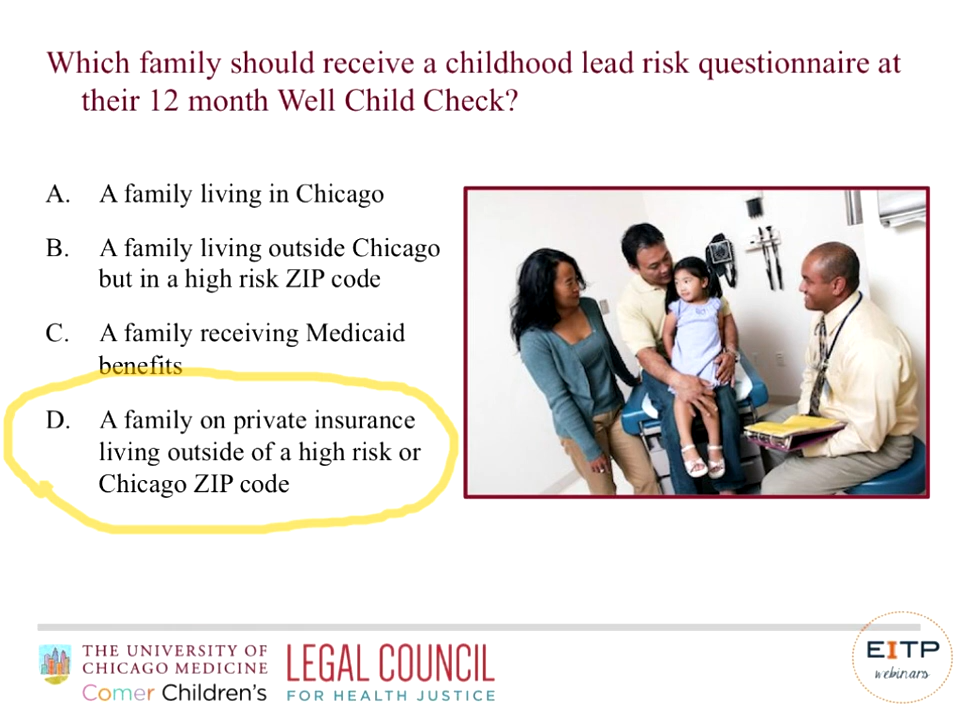 Which family should receive a childhood lead risk questionnaire at
their 12 month Well Child Check?
A. A family living in Chicago
B. A family living outside Chicago
but in a high risk ZIP code
C. A family receiving Medicaid
benefits
D. A family on private insurance
living outside of a high risk or
Chicago ZIP code
THE UNIVERSITY OF
CHICAGO MEDICINE
Comer Children's
LEGAL COUNCIL
FOR HEALTH JUSTICE
EITP
webinars